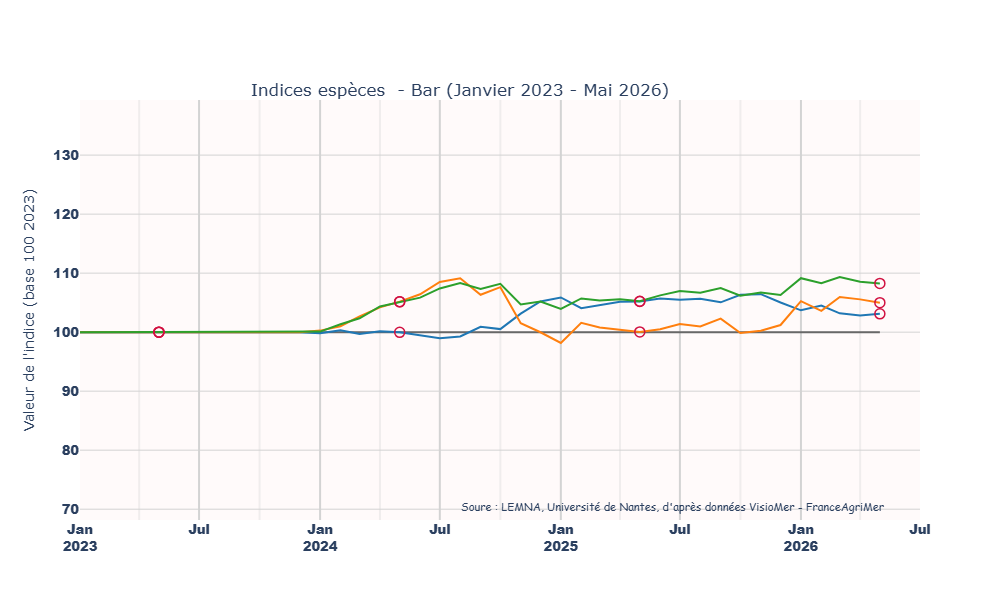 Indices espèces  - Bar (Janvier 2023 - Mai 2026)
Valeur de l'indice (base 100 2023)
130
120
110
100
90
80
70
Soure : LEMNA, Université de Nantes, d'après données VisioMer - FranceAgriMer
Jan Jul Jan Jul Jan Jul Jan Jul
2023 2024 2025 2026